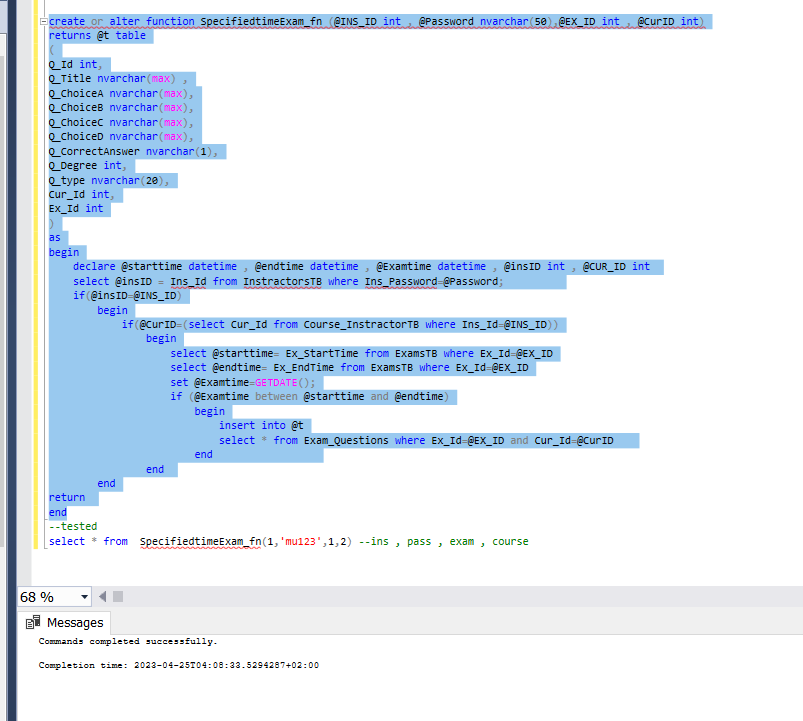 create or alter function SpecifiedtimeExam_fn (@INS_ID int , @Password nvarchar(50),@EX_ID int , @CurID int)
returns @t table
(
Q_Id int,
Q_Title nvarchar(max) ,
Q_ChoiceA nvarchar(max),
Q_ChoiceB nvarchar(max),
Q_ChoiceC nvarchar(max),
Q_ChoiceD nvarchar(max),
Q_CorrectAnswer nvarchar(1),
Q_Degree int,
Q_type nvarchar(20),
Cur_Id int,
Ex_Id int
)
as
begin
declare @starttime datetime , @endtime datetime , @Examtime datetime , @insID int , @CUR_ID int
select @insID = Ins_Id from InstractorsTB where Ins_Password=@Password;
if(@insID=@INS_ID)
begin
if(@CurID=(select Cur_Id from Course_InstractorTB where Ins_Id=@INS_ID))
begin
select @starttime= Ex_StartTime from ExamsTB where Ex_Id=@EX_ID
select @endtime= Ex_EndTime from ExamsTB where Ex_Id=@EX_ID
set @Examtime=GETDATE();
if (@Examtime between @starttime and @endtime)
begin
insert into @t
select * from Exam_Questions where Ex_Id=@EX_ID and Cur_Id=@CurID
end
end
end
return
end
--tested
select * from SpecifiedtimeExam_fn(1,'mu123',1,2) --ins , pass , exam , course
68 %
Messages
Commands completed successfully.
Completion time: 2023-04-25T04:08:33.5294287+02:00